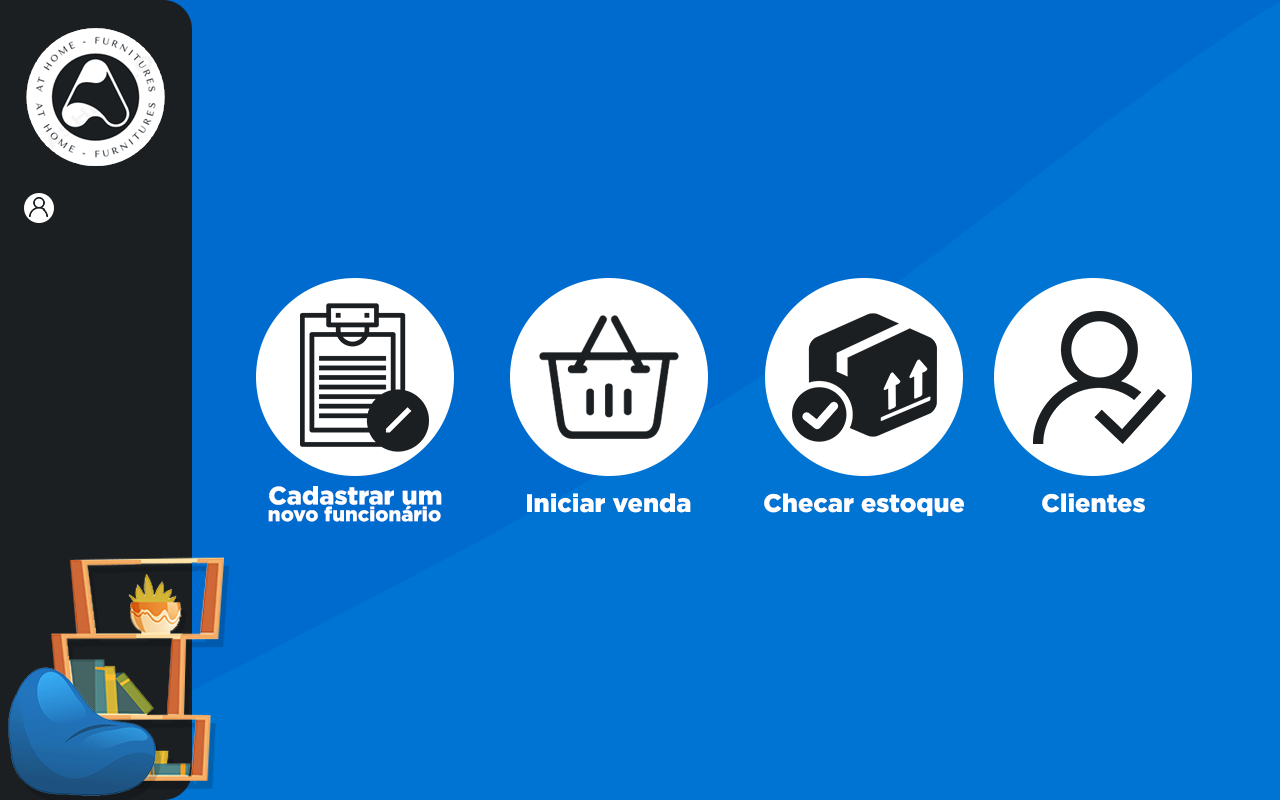 AT HOME - FURNITURES
AT HOME - FURNITURES
Cadastrar um
novo funcionário
Iniciar venda
Checar estoque
Clientes